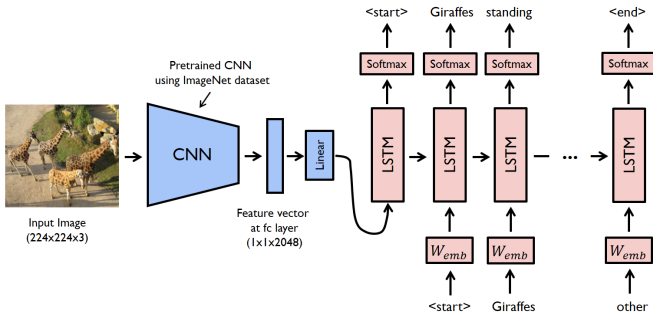 <start> Giraffes standing <end>
Pretrained CNN
using ImageNet dataset
Softmax Softmax Softmax Softmax
CNN
Linear
LSTM LSTM LSTM ... LSTM
Input Image
(224x224x3)
Feature vector
at fc layer
(1x1x2048)
W_emb W_emb W_emb
<start> Giraffes other